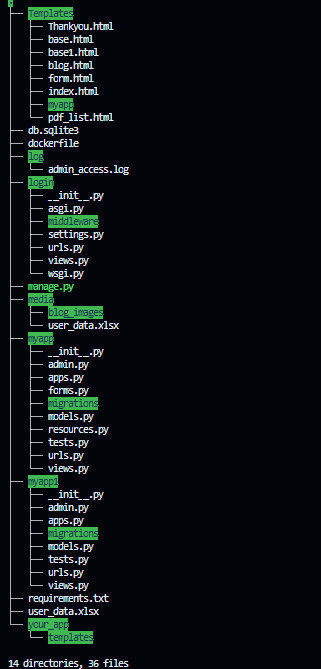 .
├── Templates
│   ├── Thankyou.html
│   ├── base.html
│   ├── base1.html
│   ├── blog.html
│   ├── form.html
│   ├── index.html
│   ├── myapp
│   └── pdf_list.html
├── db.sqlite3
├── dockerfile
├── log
│   └── admin_access.log
├── login
│   ├── __init__.py
│   ├── asgi.py
│   ├── middleware
│   ├── settings.py
│   ├── urls.py
│   ├── views.py
│   └── wsgi.py
├── manage.py
├── media
│   ├── blog_images
│   └── user_data.xlsx
├── myapp
│   ├── __init__.py
│   ├── admin.py
│   ├── apps.py
│   ├── forms.py
│   ├── migrations
│   ├── models.py
│   ├── resources.py
│   ├── tests.py
│   ├── urls.py
│   └── views.py
├── myapp1
│   ├── __init__.py
│   ├── admin.py
│   ├── apps.py
│   ├── migrations
│   ├── models.py
│   ├── tests.py
│   ├── urls.py
│   └── views.py
├── requirements.txt
├── user_data.xlsx
└── your_app
    └── templates
14 directories, 36 files